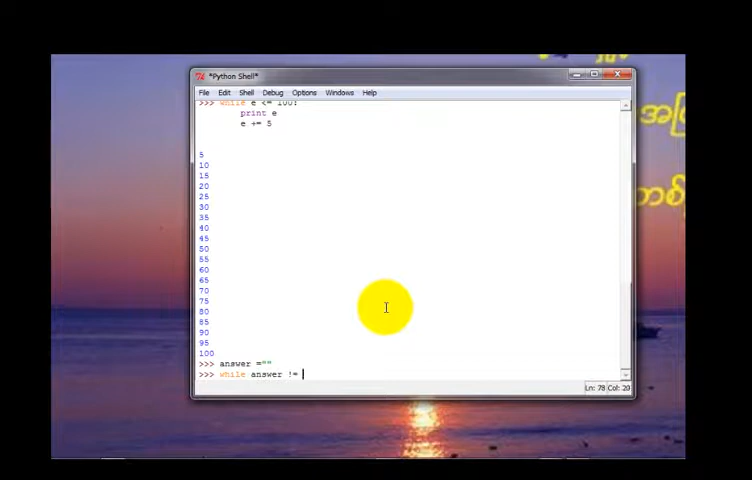 *Python Shell*
File Edit Shell Debug Options Windows Help
>>> while e <= 100:
print e
e += 5
5
10
15
20
25
30
35
40
45
50
55
60
65
70
75
80
85
90
95
100
>>> answer =""
>>> while answer !=
Ln: 78 Col: 20